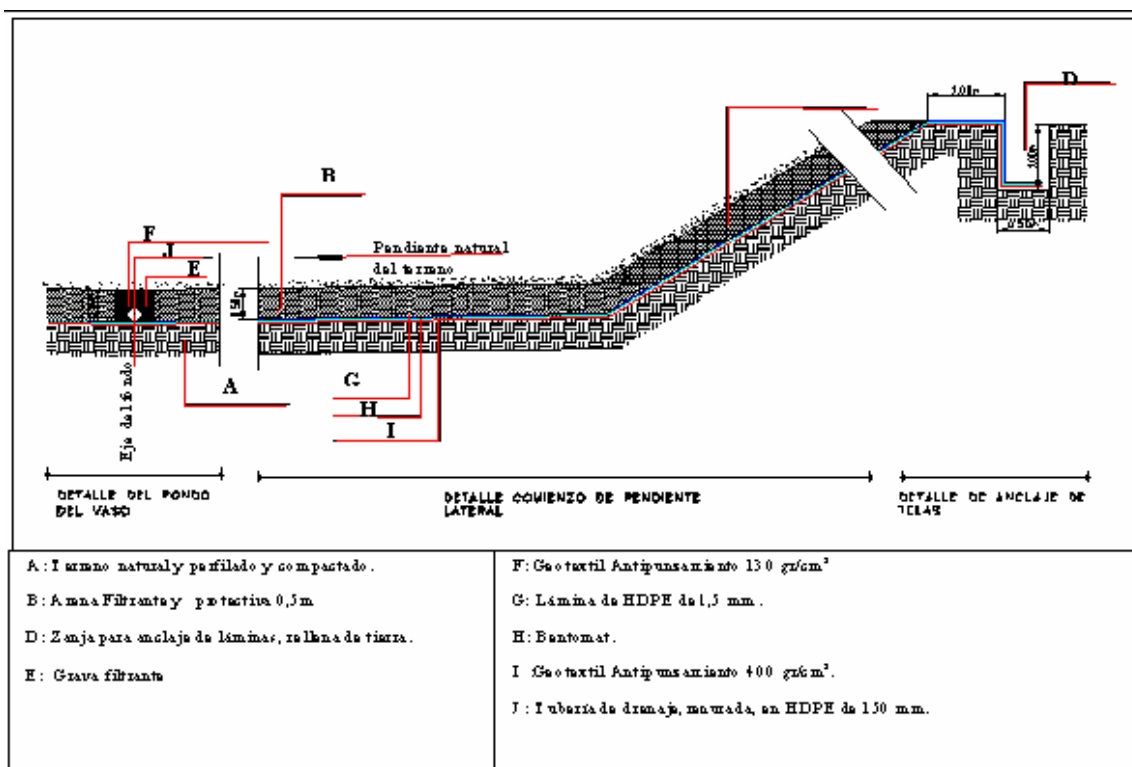 D
B
F
J
E
Pendiente natural
del terreno
G
A
H
I
Eje del fondo
DETALLE DEL FONDO
DEL VASO
DETALLE COMIENZO DE PENDIENTE
LATERAL
DETALLE DE ANCLAJE DE
TELAS
A: Terreno natural y perfilado y compactado.
B: Arena Filtrante y protectiva 0,5m
D: Zanja para anclaje de láminas, rellena de tierra.
E: Grava filtrante
F: Geotextil Antipunsamiento 130 gr/cm²
G: Lámina de HDPE de 1,5 mm.
H: Bentomat.
I Geotextil Antipunsamiento 400 gr/cm².
J: Tubería de drenaje, ranurada, en HDPE de 150 mm.